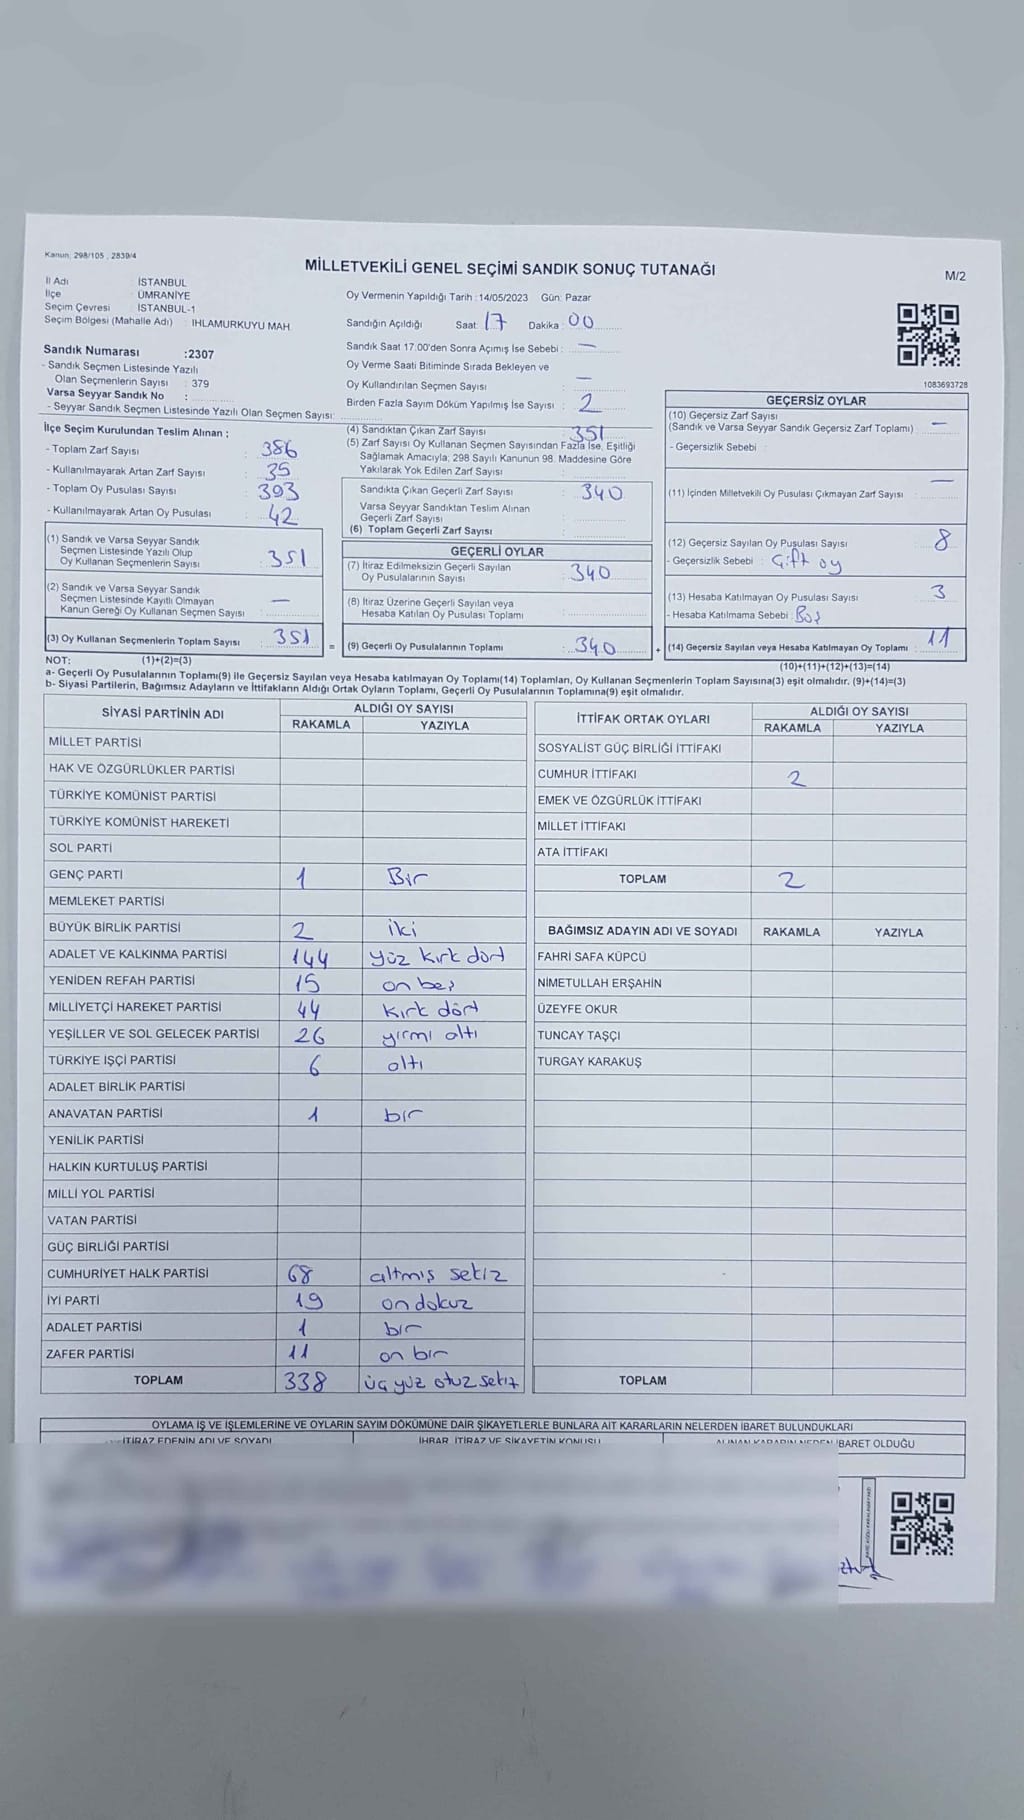 Kanun: 298/105 , 2839/4
MİLLETVEKİLİ GENEL SEÇİMİ SANDIK SONUÇ TUTANAĞI
M/2
İl Adı İSTANBUL
İlçe ÜMRANİYE
Seçim Çevresi İSTANBUL-1
Seçim Bölgesi (Mahalle Adı) : IHLAMURKUYU MAH.
Oy Vermenin Yapıldığı Tarih : 14/05/2023 Gün: Pazar
Sandığın Açıldığı Saat: 17 Dakika : 00
Sandık Saat 17:00'den Sonra Açımış İse Sebebi : —
Oy Verme Saati Bitiminde Sırada Bekleyen ve
Oy Kullandırılan Seçmen Sayısı : —
Birden Fazla Sayım Döküm Yapılmış İse Sayısı : 2
1083693728
Sandık Numarası :2307
- Sandık Seçmen Listesinde Yazılı
Olan Seçmenlerin Sayısı : 379
Varsa Seyyar Sandık No :
- Seyyar Sandık Seçmen Listesinde Yazılı Olan Seçmen Sayısı:
İlçe Seçim Kurulundan Teslim Alınan :
- Toplam Zarf Sayısı : 386
- Kullanılmayarak Artan Zarf Sayısı : 35
- Toplam Oy Pusulası Sayısı : 393
- Kullanılmayarak Artan Oy Pusulası : 42
(1) Sandık ve Varsa Seyyar Sandık
Seçmen Listesinde Yazılı Olup
Oy Kullanan Seçmenlerin Sayısı : 351
(2) Sandık ve Varsa Seyyar Sandık
Seçmen Listesinde Kayıtlı Olmayan
Kanun Gereği Oy Kullanan Seçmen Sayısı : —
(3) Oy Kullanan Seçmenlerin Toplam Sayısı : 351
(4) Sandıktan Çıkan Zarf Sayısı : 351
(5) Zarf Sayısı Oy Kullanan Seçmen Sayısından Fazla İse, Eşitliği
Sağlamak Amacıyla; 298 Sayılı Kanunun 98. Maddesine Göre
Yakılarak Yok Edilen Zarf Sayısı :
Sandıkta Çıkan Geçerli Zarf Sayısı : 340
Varsa Seyyar Sandıktan Teslim Alınan
Geçerli Zarf Sayısı :
(6) Toplam Geçerli Zarf Sayısı :
GEÇERLİ OYLAR
(7) İtiraz Edilmeksizin Geçerli Sayılan
Oy Pusulalarının Sayısı : 340
(8) İtiraz Üzerine Geçerli Sayılan veya
Hesaba Katılan Oy Pusulası Toplamı :
= (9) Geçerli Oy Pusulalarının Toplamı : 340
GEÇERSİZ OYLAR
(10) Geçersiz Zarf Sayısı
(Sandık ve Varsa Seyyar Sandık Geçersiz Zarf Toplamı) : —
- Geçersizlik Sebebi :
(11) İçinden Milletvekili Oy Pusulası Çıkmayan Zarf Sayısı : —
(12) Geçersiz Sayılan Oy Pusulası Sayısı : 8
- Geçersizlik Sebebi : Çift oy
(13) Hesaba Katılmayan Oy Pusulası Sayısı : 3
- Hesaba Katılmama Sebebi : Boş
+ (14) Geçersiz Sayılan veya Hesaba Katılmayan Oy Toplamı : 11
NOT: (1)+(2)=(3)
(10)+(11)+(12)+(13)=(14)
a- Geçerli Oy Pusulalarının Toplamı(9) ile Geçersiz Sayılan veya Hesaba katılmayan Oy Toplamı(14) Toplamları, Oy Kullanan Seçmenlerin Toplam Sayısına(3) eşit olmalıdır. (9)+(14)=(3)
b- Siyasi Partilerin, Bağımsız Adayların ve İttifakların Aldığı Ortak Oyların Toplamı, Geçerli Oy Pusulalarının Toplamına(9) eşit olmalıdır.
SİYASİ PARTİNİN ADI ALDIĞI OY SAYISI
RAKAMLA YAZIYLA
MİLLET PARTİSİ
HAK VE ÖZGÜRLÜKLER PARTİSİ
TÜRKİYE KOMÜNİST PARTİSİ
TÜRKİYE KOMÜNİST HAREKETİ
SOL PARTİ
GENÇ PARTİ 1 Bir
MEMLEKET PARTİSİ
BÜYÜK BİRLİK PARTİSİ 2 iki
ADALET VE KALKINMA PARTİSİ 144 yüz kırk dört
YENİDEN REFAH PARTİSİ 15 on beş
MİLLİYETÇİ HAREKET PARTİSİ 44 kırk dört
YEŞİLLER VE SOL GELECEK PARTİSİ 26 yirmi altı
TÜRKİYE İŞÇİ PARTİSİ 6 altı
ADALET BİRLİK PARTİSİ
ANAVATAN PARTİSİ 1 bir
YENİLİK PARTİSİ
HALKIN KURTULUŞ PARTİSİ
MİLLİ YOL PARTİSİ
VATAN PARTİSİ
GÜÇ BİRLİĞİ PARTİSİ
CUMHURİYET HALK PARTİSİ 68 altmış sekiz
İYİ PARTİ 19 on dokuz
ADALET PARTİSİ 1 bir
ZAFER PARTİSİ 11 on bir
TOPLAM 338 üç yüz otuz sekiz
İTTİFAK ORTAK OYLARI ALDIĞI OY SAYISI
RAKAMLA YAZIYLA
SOSYALİST GÜÇ BİRLİĞİ İTTİFAKI
CUMHUR İTTİFAKI 2
EMEK VE ÖZGÜRLÜK İTTİFAKI
MİLLET İTTİFAKI
ATA İTTİFAKI
TOPLAM 2
BAĞIMSIZ ADAYIN ADI VE SOYADI RAKAMLA YAZIYLA
FAHRİ SAFA KÜPCÜ
NİMETULLAH ERŞAHİN
ÜZEYFE OKUR
TUNCAY TAŞÇI
TURGAY KARAKUŞ
TOPLAM
OYLAMA İŞ VE İŞLEMLERİNE VE OYLARIN SAYIM DÖKÜMÜNE DAİR ŞİKAYETLERLE BUNLARA AİT KARARLARIN NELERDEN İBARET BULUNDUKLARI
İTİRAZ EDENİN ADI VE SOYADI İHBAR, İTİRAZ VE ŞİKAYETİN KONUSU ALINAN KARARIN NEDEN İBARET OLDUĞU